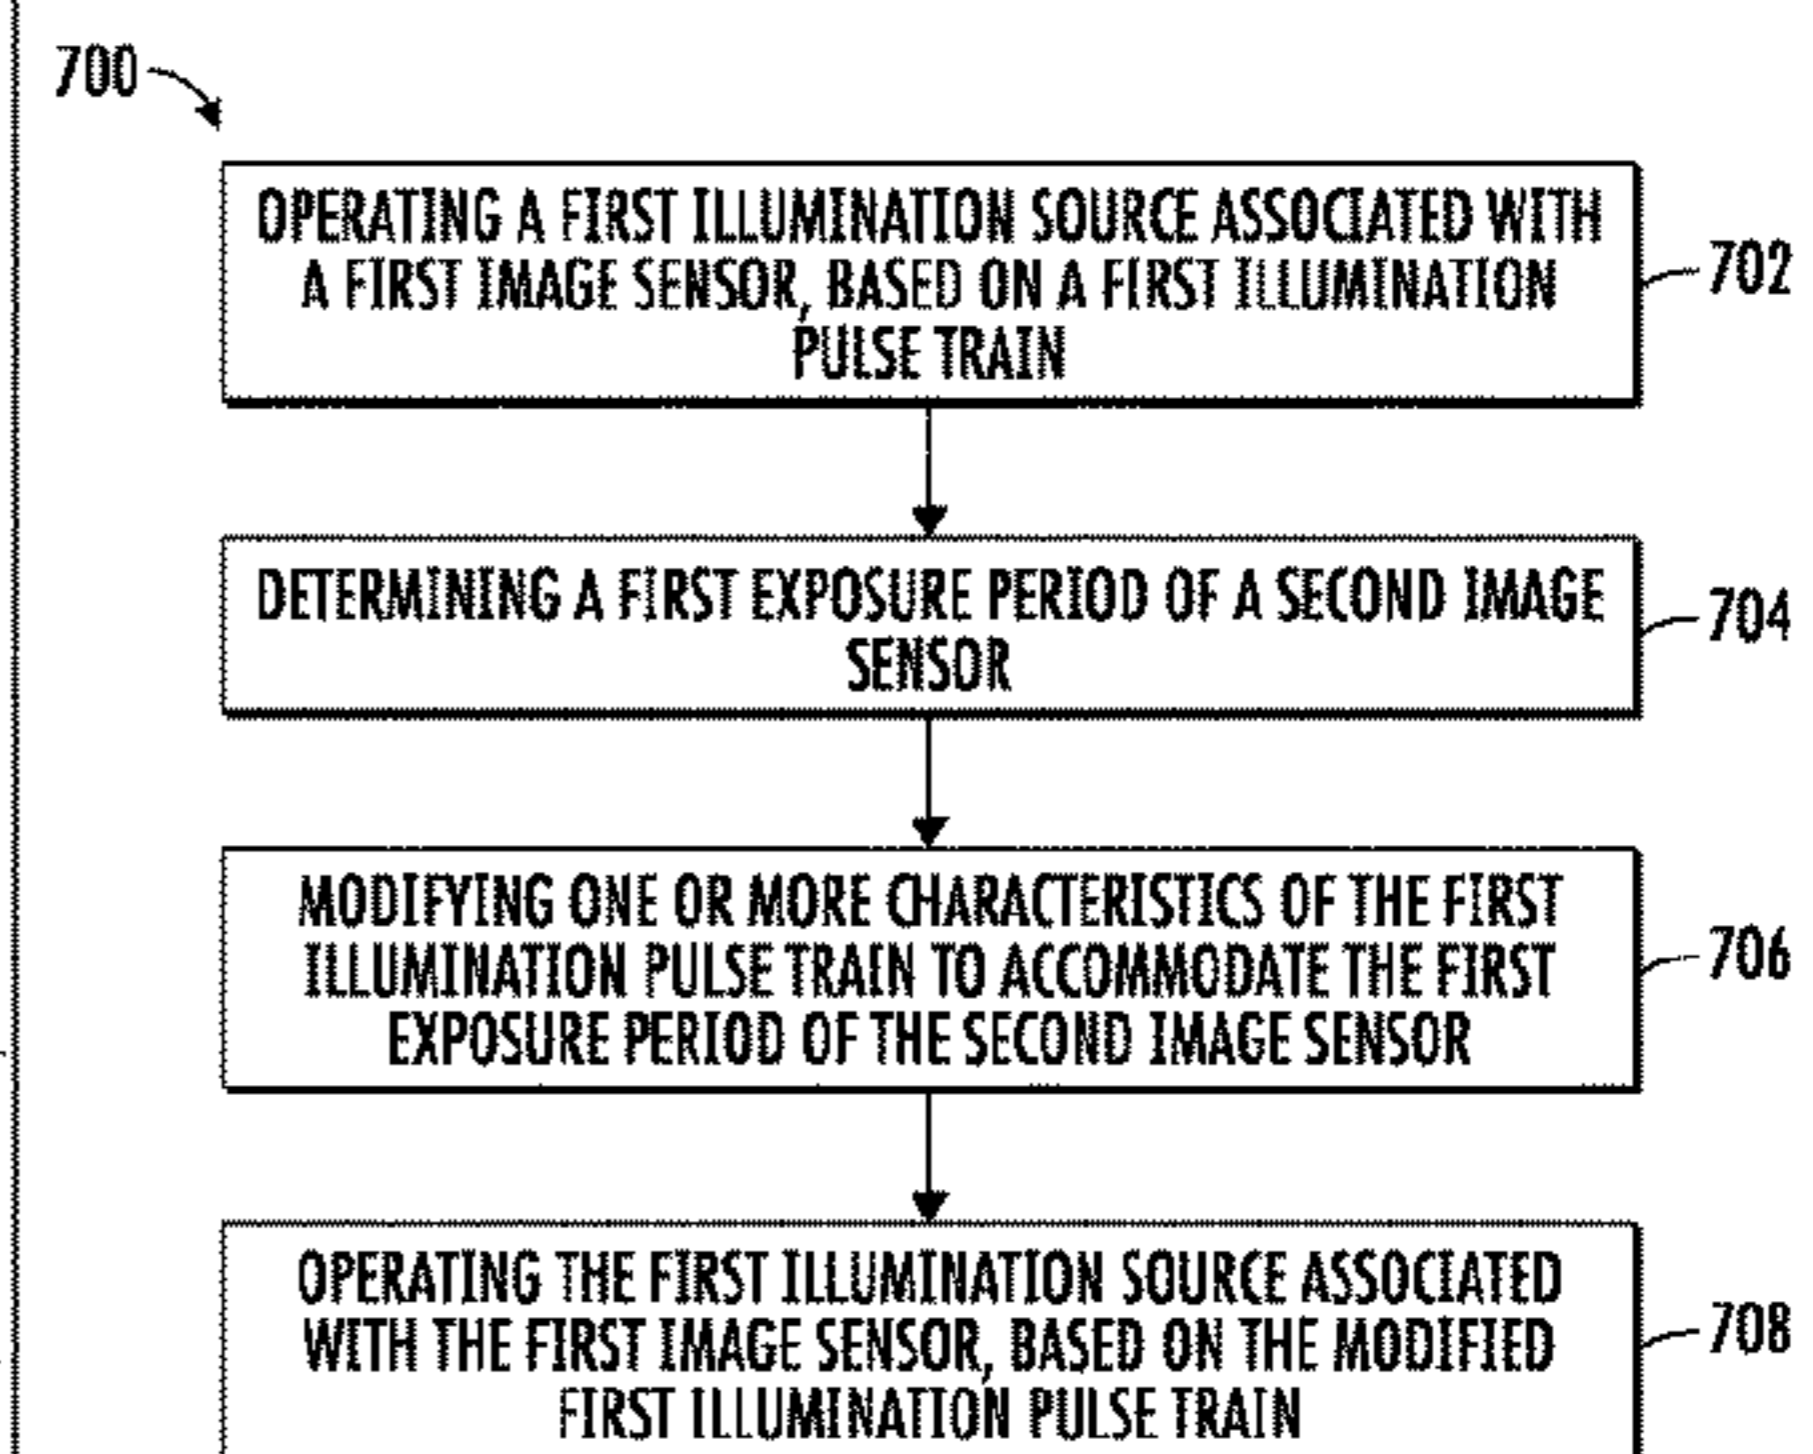 700
OPERATING A FIRST ILLUMINATION SOURCE ASSOCIATED WITH
A FIRST IMAGE SENSOR, BASED ON A FIRST ILLUMINATION
PULSE TRAIN
702
DETERMINING A FIRST EXPOSURE PERIOD OF A SECOND IMAGE
SENSOR
704
MODIFYING ONE OR MORE CHARACTERISTICS OF THE FIRST
ILLUMINATION PULSE TRAIN TO ACCOMMODATE THE FIRST
EXPOSURE PERIOD OF THE SECOND IMAGE SENSOR
706
OPERATING THE FIRST ILLUMINATION SOURCE ASSOCIATED
WITH THE FIRST IMAGE SENSOR, BASED ON THE MODIFIED
FIRST ILLUMINATION PULSE TRAIN
708